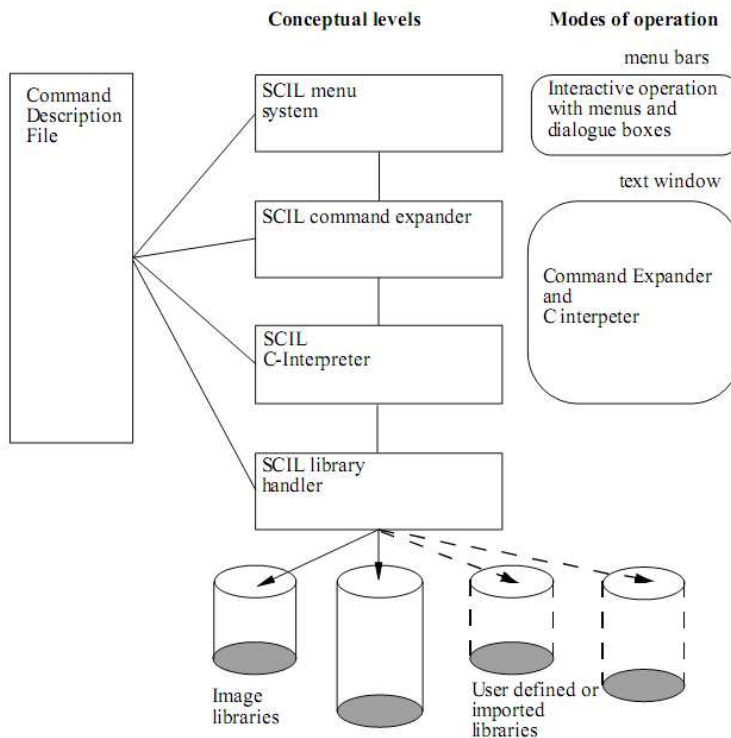 Conceptual levels
Modes of operation
menu bars
Command
Description
File
SCIL menu
system
Interactive operation
with menus and
dialogue boxes
text window
SCIL command expander
Command Expander
and
C interpeter
SCIL
C-Interpreter
SCIL library
handler
Image
libraries
User defined or
imported
libraries